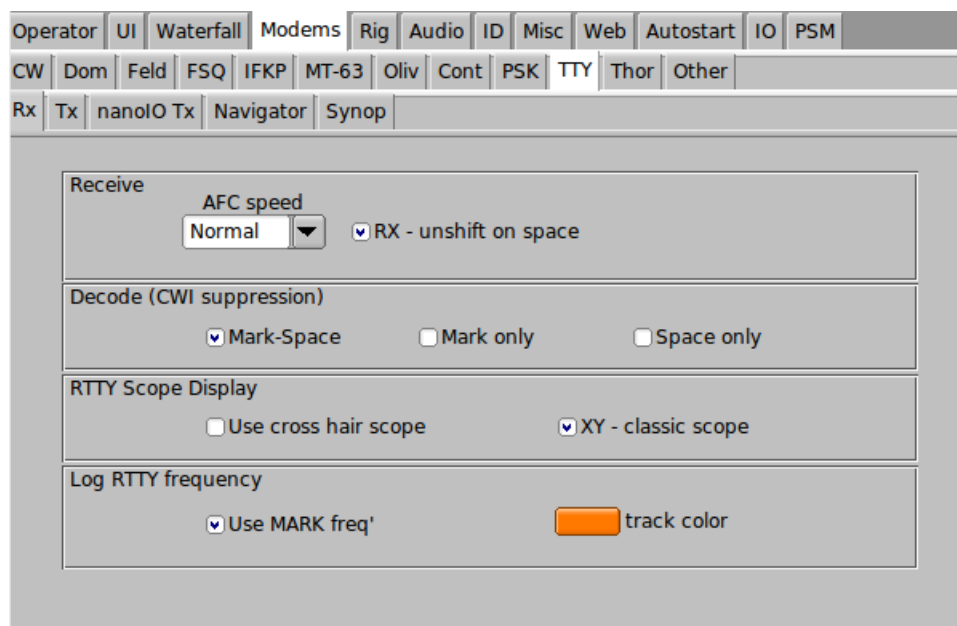 Operator UI Waterfall Modems Rig Audio ID Misc Web Autostart IO PSM
CW Dom Feld FSQ IFKP MT-63 Oliv Cont PSK TTY Thor Other
Rx Tx nanoIO Tx Navigator Synop
Receive
AFC speed
Normal RX - unshift on space
Decode (CWI suppression)
Mark-Space Mark only Space only
RTTY Scope Display
Use cross hair scope XY - classic scope
Log RTTY frequency
Use MARK freq' track color